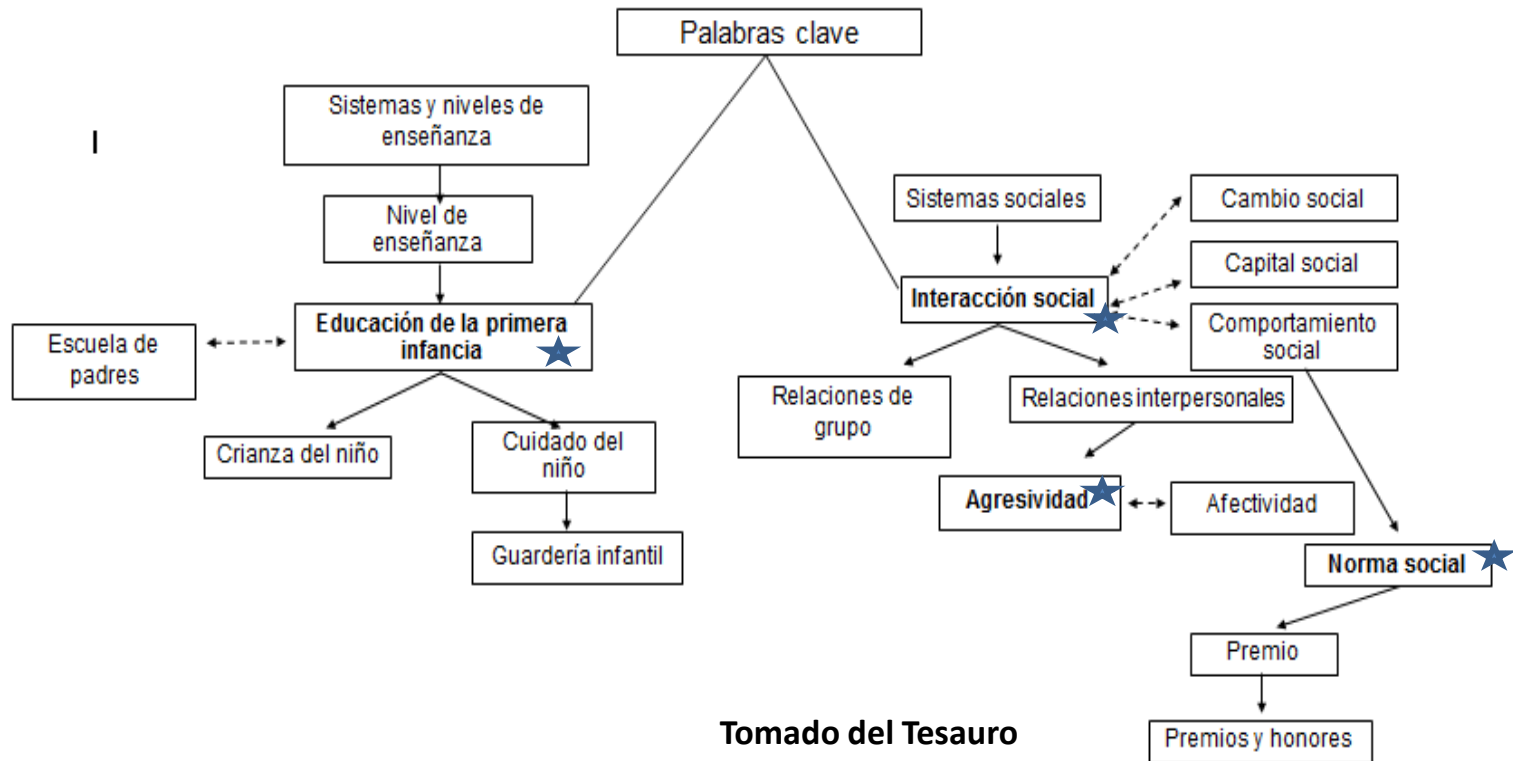 Palabras clave
Sistemas y niveles de
enseñanza
I
Nivel de
enseñanza
Sistemas sociales
Cambio social
Capital social
Interacción social
Educación de la primera
infancia
Comportamiento
social
Escuela de
padres
Relaciones de
grupo
Relaciones interpersonales
Crianza del niño
Cuidado del
niño
Agresividad
Afectividad
Guardería infantil
Norma social
Premio
Tomado del Tesauro
Premios y honores